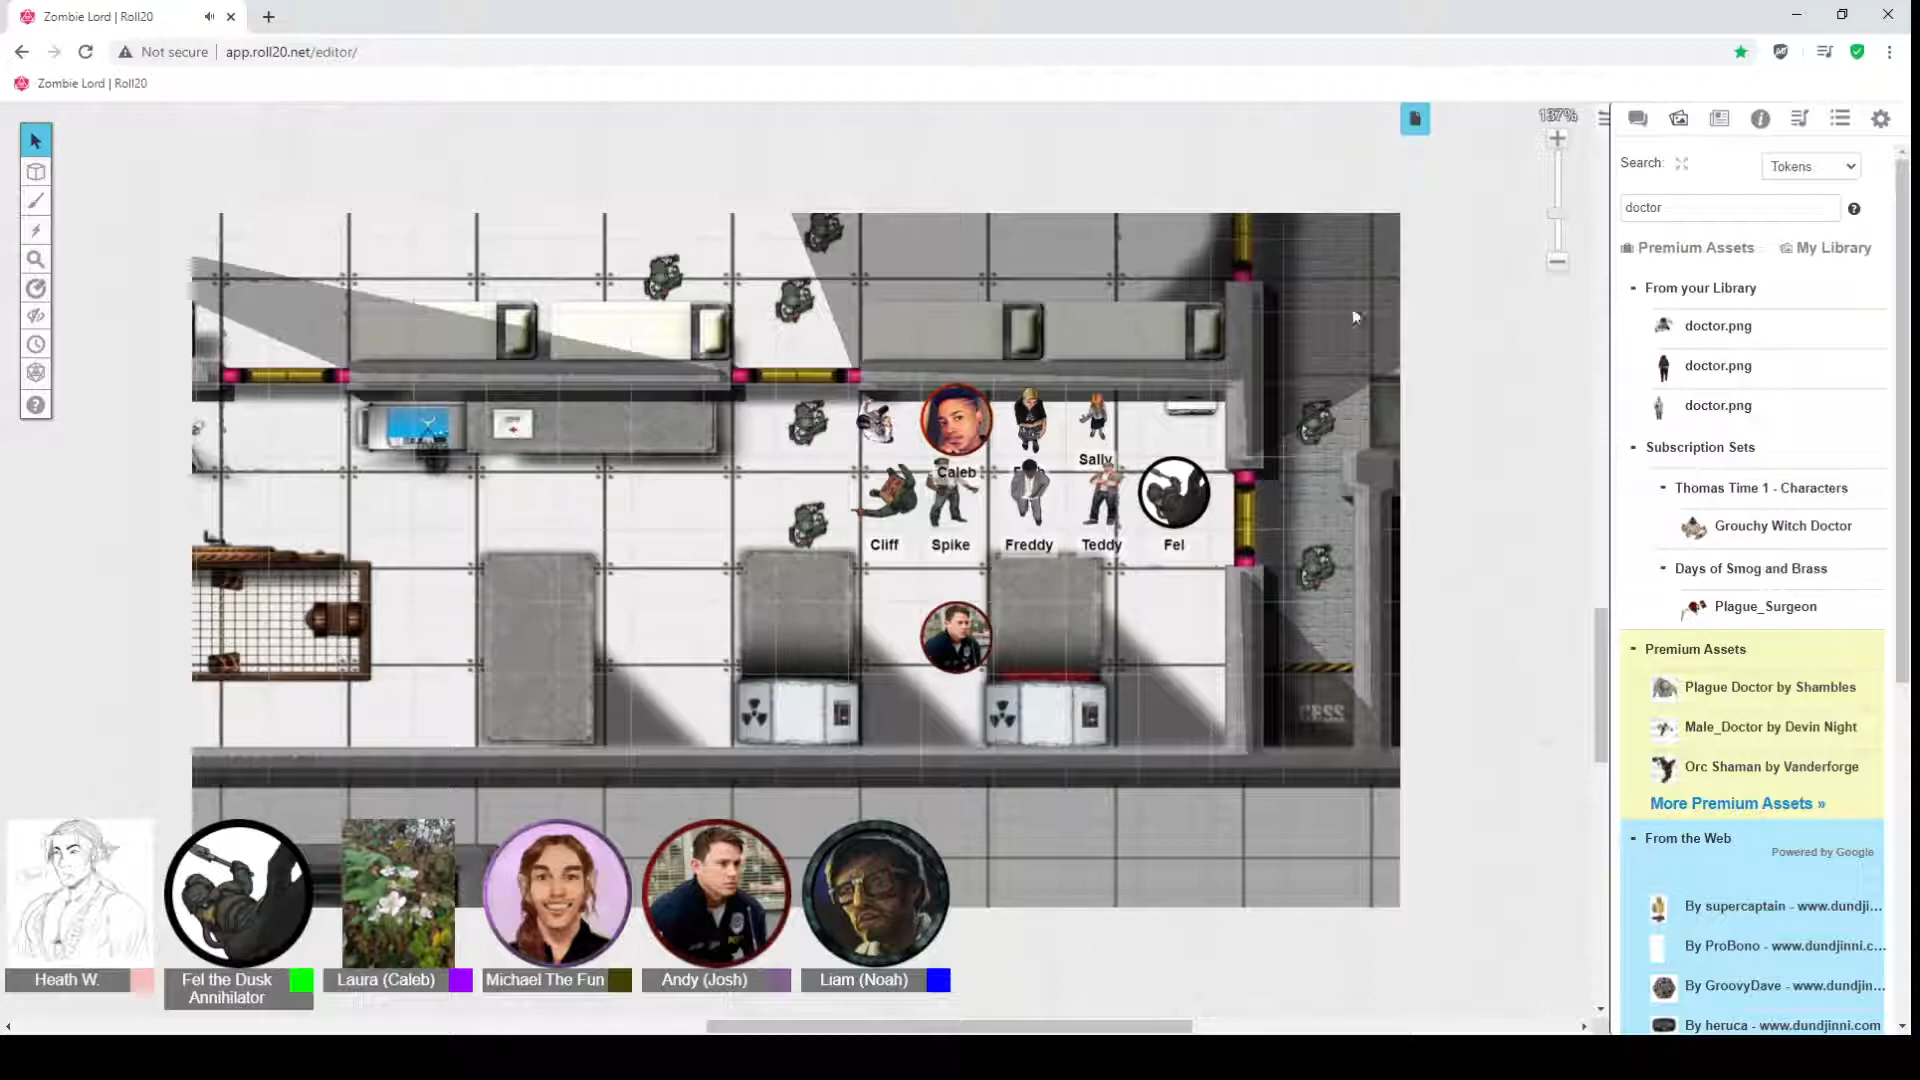 Zombie Lord | Roll20
Not secure
app.roll20.net/editor/
Zombie Lord | Roll20
137%
Search:
Tokens
doctor
Premium Assets
My Library
From your Library
doctor.png
doctor.png
doctor.png
Subscription Sets
Thomas Time 1 - Characters
Grouchy Witch Doctor
Days of Smog and Brass
Plague_Surgeon
Premium Assets
Plague Doctor by Shambles
Male_Doctor by Devin Night
Orc Shaman by Vanderforge
More Premium Assets »
From the Web
Powered by Google
By supercaptain - www.dundji...
By ProBono - www.dundjinni.c...
By GroovyDave - www.dundjin...
By heruca - www.dundjinni.com
Sally
Caleb
Cliff
Spike
Freddy
Teddy
Fel
Heath W.
Fel the Dusk
Annihilator
Laura (Caleb)
Michael The Fun
Andy (Josh)
Liam (Noah)